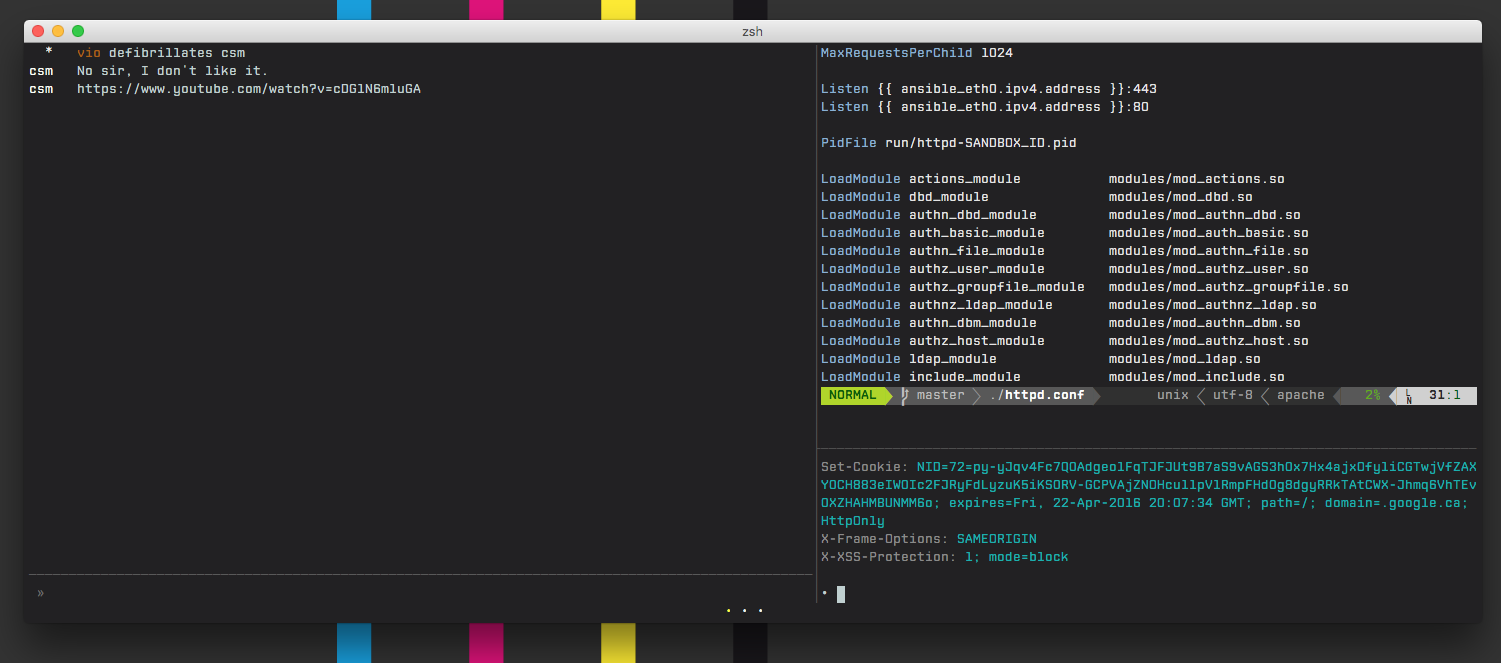 zsh
* vio defibrillates csm
csm No sir, I don't like it.
csm https://www.youtube.com/watch?v=cOGlN6mluGA
»
MaxRequestsPerChild 1024
Listen {{ ansible_eth0.ipv4.address }}:443
Listen {{ ansible_eth0.ipv4.address }}:80
PidFile run/httpd-SANDBOX_ID.pid
LoadModule actions_module modules/mod_actions.so
LoadModule dbd_module modules/mod_dbd.so
LoadModule authn_dbd_module modules/mod_authn_dbd.so
LoadModule auth_basic_module modules/mod_auth_basic.so
LoadModule authn_file_module modules/mod_authn_file.so
LoadModule authz_user_module modules/mod_authz_user.so
LoadModule authz_groupfile_module modules/mod_authz_groupfile.so
LoadModule authnz_ldap_module modules/mod_authnz_ldap.so
LoadModule authn_dbm_module modules/mod_authn_dbm.so
LoadModule authz_host_module modules/mod_authz_host.so
LoadModule ldap_module modules/mod_ldap.so
LoadModule include_module modules/mod_include.so
NORMAL master ./httpd.conf unix utf-8 apache 2% LN 31:1
Set-Cookie:
expires=Fri, 22-Apr-2016 20:07:34 GMT; path=/; domain=.google.ca;
HttpOnly
X-Frame-Options: SAMEORIGIN
X-XSS-Protection: 1; mode=block